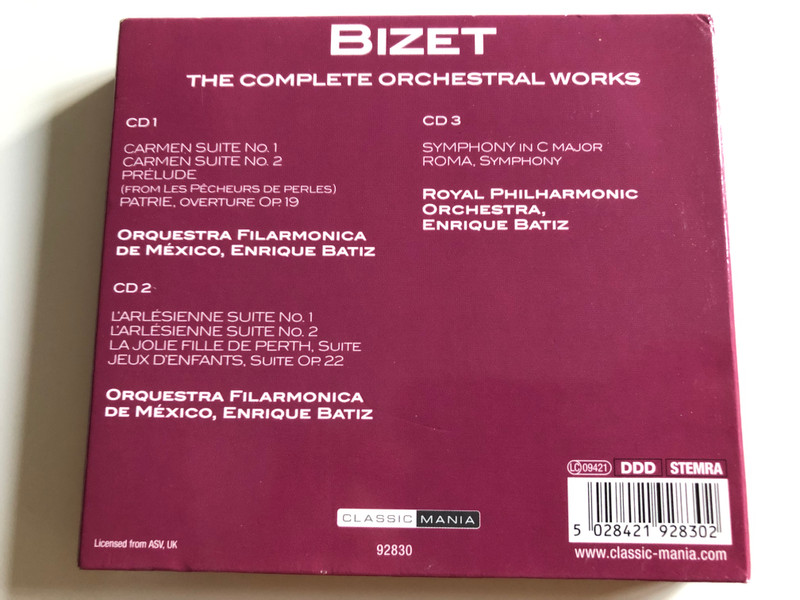 BIZET
THE COMPLETE ORCHESTRAL WORKS
CD 1
CARMEN SUITE No. 1
CARMEN SUITE No. 2
PRÉLUDE
(FROM LES PÊCHEURS DE PERLES)
PATRIE, OVERTURE OP. 19
ORQUESTRA FILARMONICA
DE MÉXICO, ENRIQUE BATIZ
CD 2
L'ARLÉSIENNE SUITE No. 1
L'ARLÉSIENNE SUITE No. 2
LA JOLIE FILLE DE PERTH, SUITE
JEUX D'ENFANTS, SUITE OP. 22
ORQUESTRA FILARMONICA
DE MÉXICO, ENRIQUE BATIZ
CD 3
SYMPHONY IN C MAJOR
ROMA, SYMPHONY
ROYAL PHILHARMONIC
ORCHESTRA,
ENRIQUE BATIZ
LC 09421 DDD STEMRA
5 028421 928302
www.classic-mania.com
CLASSIC MANIA
92830
Licensed from ASV, UK